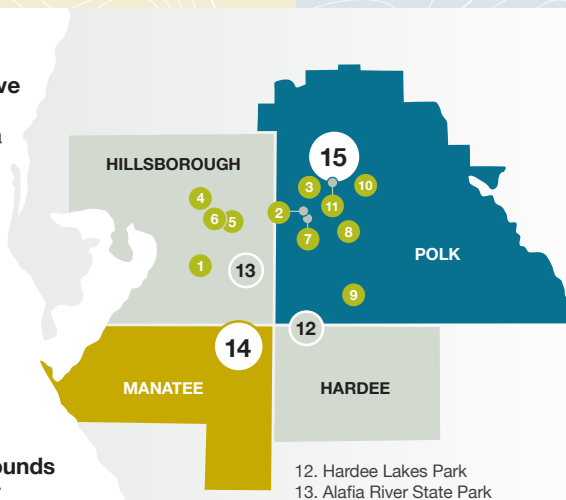 ve
HILLSBOROUGH
15
4
3
10
11
6
5
2
7
8
POLK
1
13
9
12
14
MANATEE
HARDEE
ounds
12. Hardee Lakes Park
13. Alafia River State Park